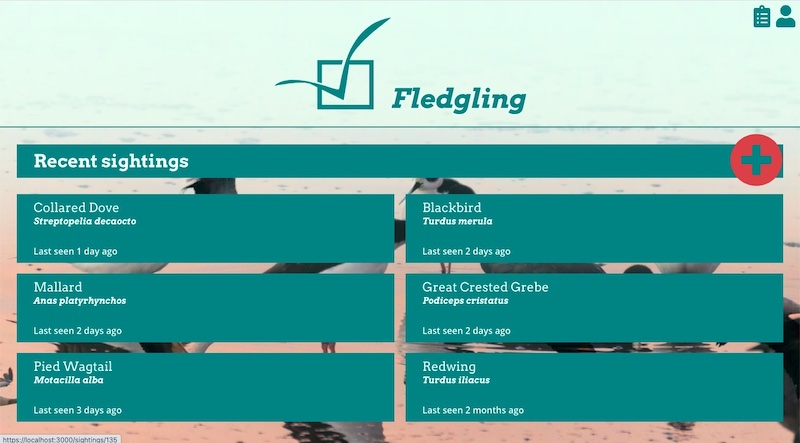 Fledgling
Recent sightings
Collared Dove
Streptopelia decaocto
Last seen 1 day ago
Blackbird
Turdus merula
Last seen 2 days ago
Mallard
Anas platyrhynchos
Last seen 2 days ago
Great Crested Grebe
Podiceps cristatus
Last seen 2 days ago
Pied Wagtail
Motacilla alba
Last seen 3 days ago
Redwing
Turdus iliacus
Last seen 2 months ago
https://localhost:3000/sightings/135